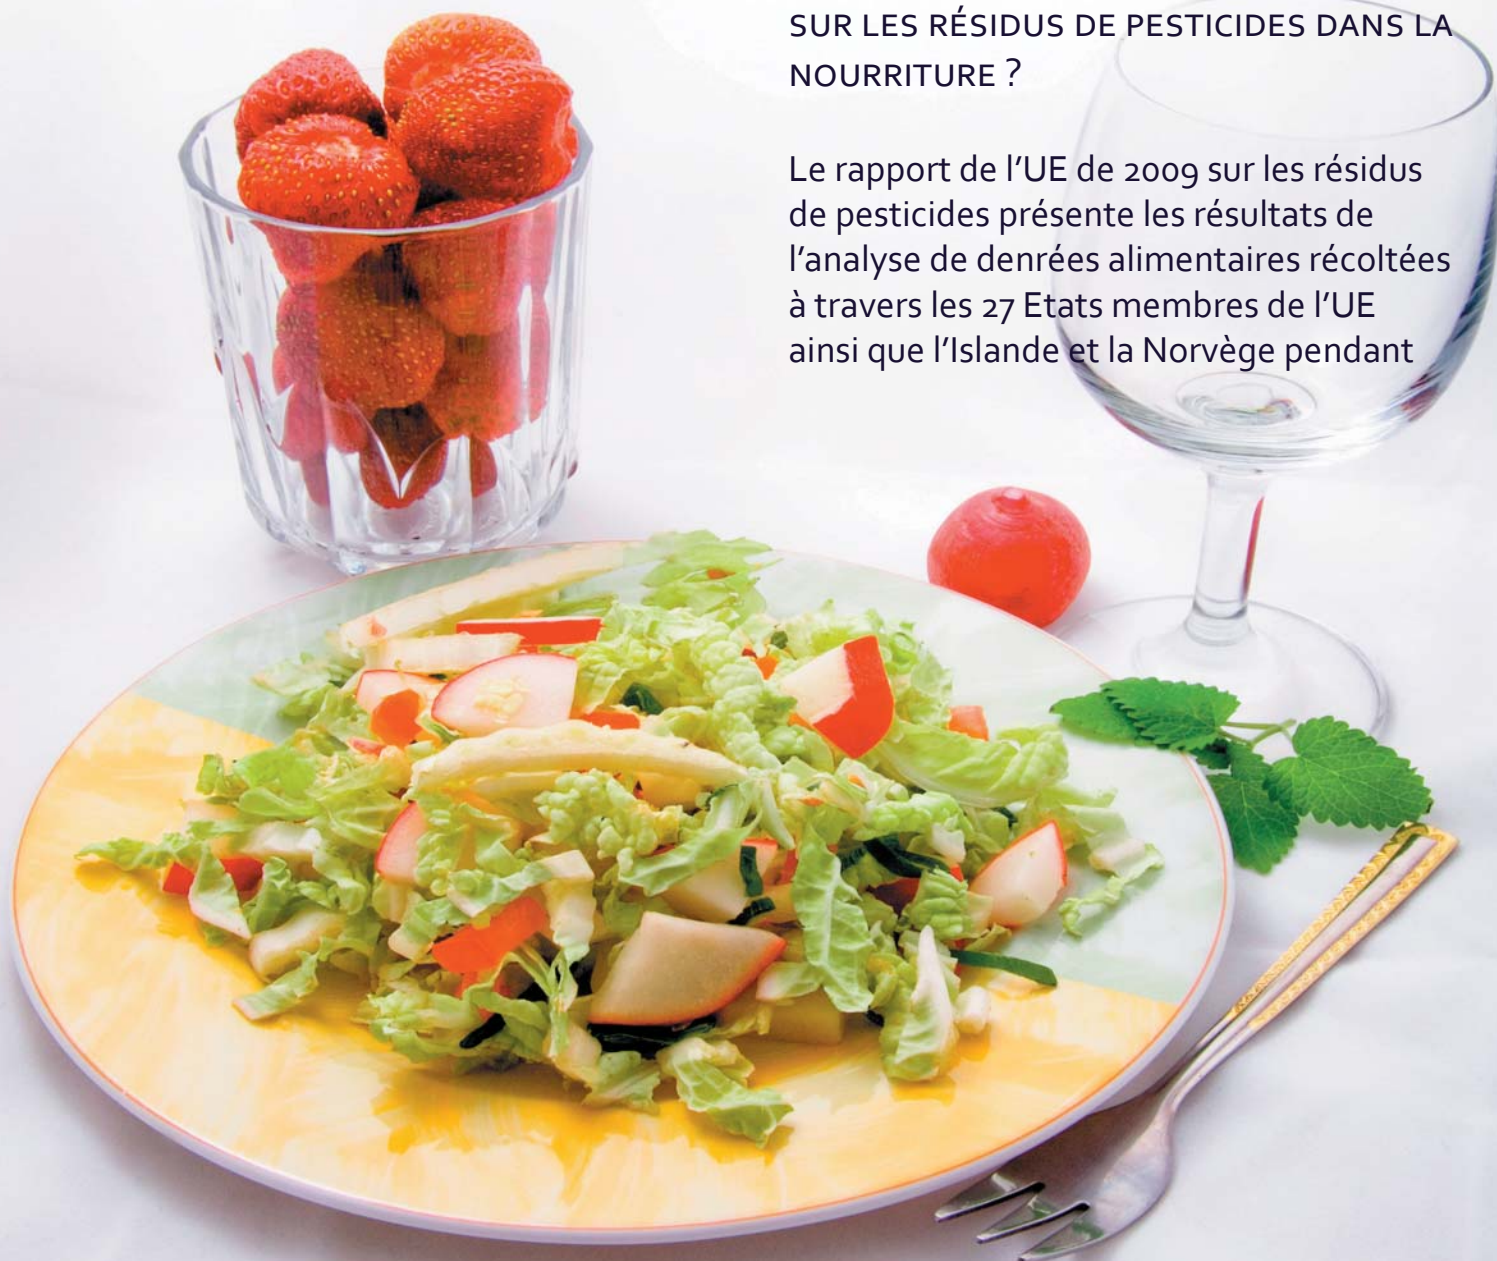 SUR LES RÉSIDUS DE PESTICIDES DANS LA
NOURRITURE ?
Le rapport de l’UE de 2009 sur les résidus
de pesticides présente les résultats de
l’analyse de denrées alimentaires récoltées
à travers les 27 Etats membres de l’UE
ainsi que l’Islande et la Norvège pendant